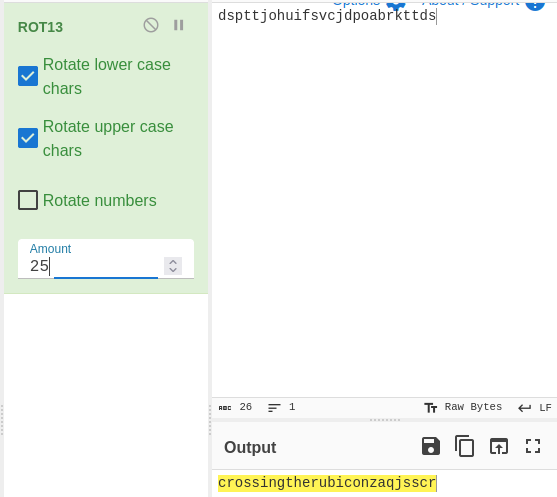 Options
About / Support
ROT13
Rotate lower case
chars
Rotate upper case
chars
Rotate numbers
Amount
25
dspttjohuifsvcjdpoabrkttds
ABC 26
1
Raw Bytes
LF
Output
crossingtherubiconzaqjsscr